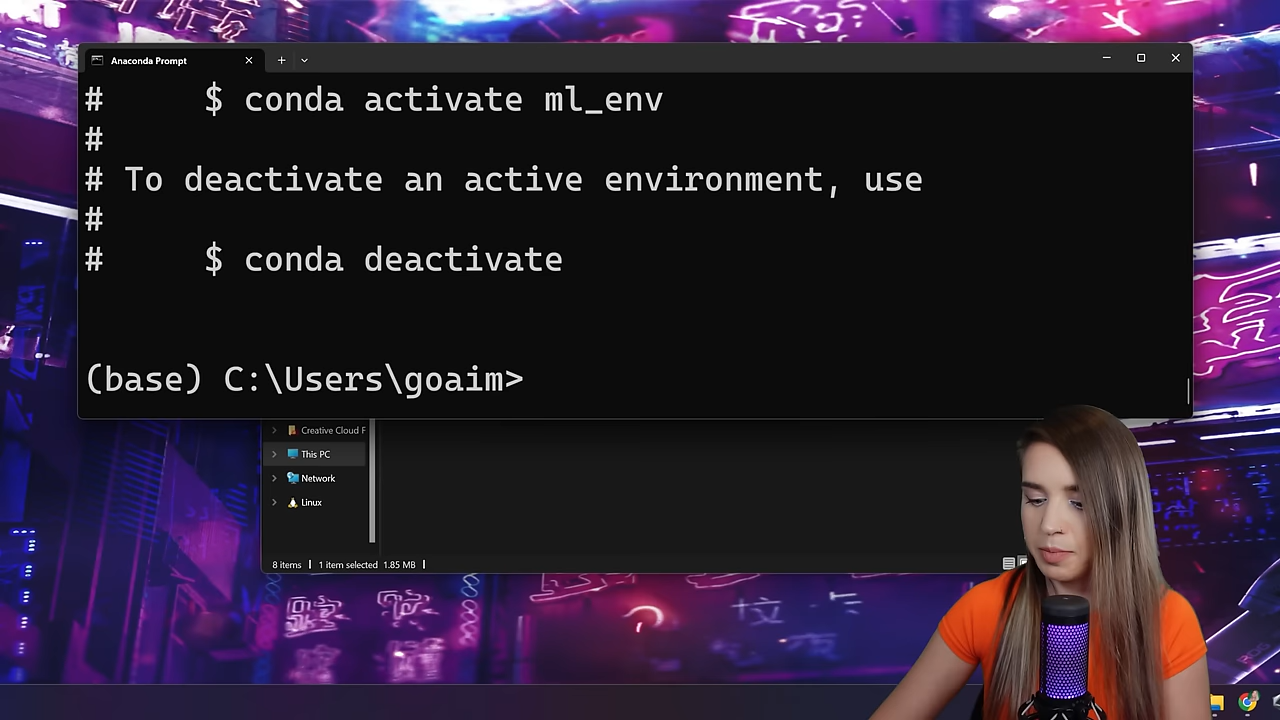 Anaconda Prompt
# $ conda activate ml_env
#
# To deactivate an active environment, use
#
# $ conda deactivate
(base) C:\Users\goaim>
Creative Cloud F
This PC
Network
Linux
8 items 1 item selected 1.85 MB